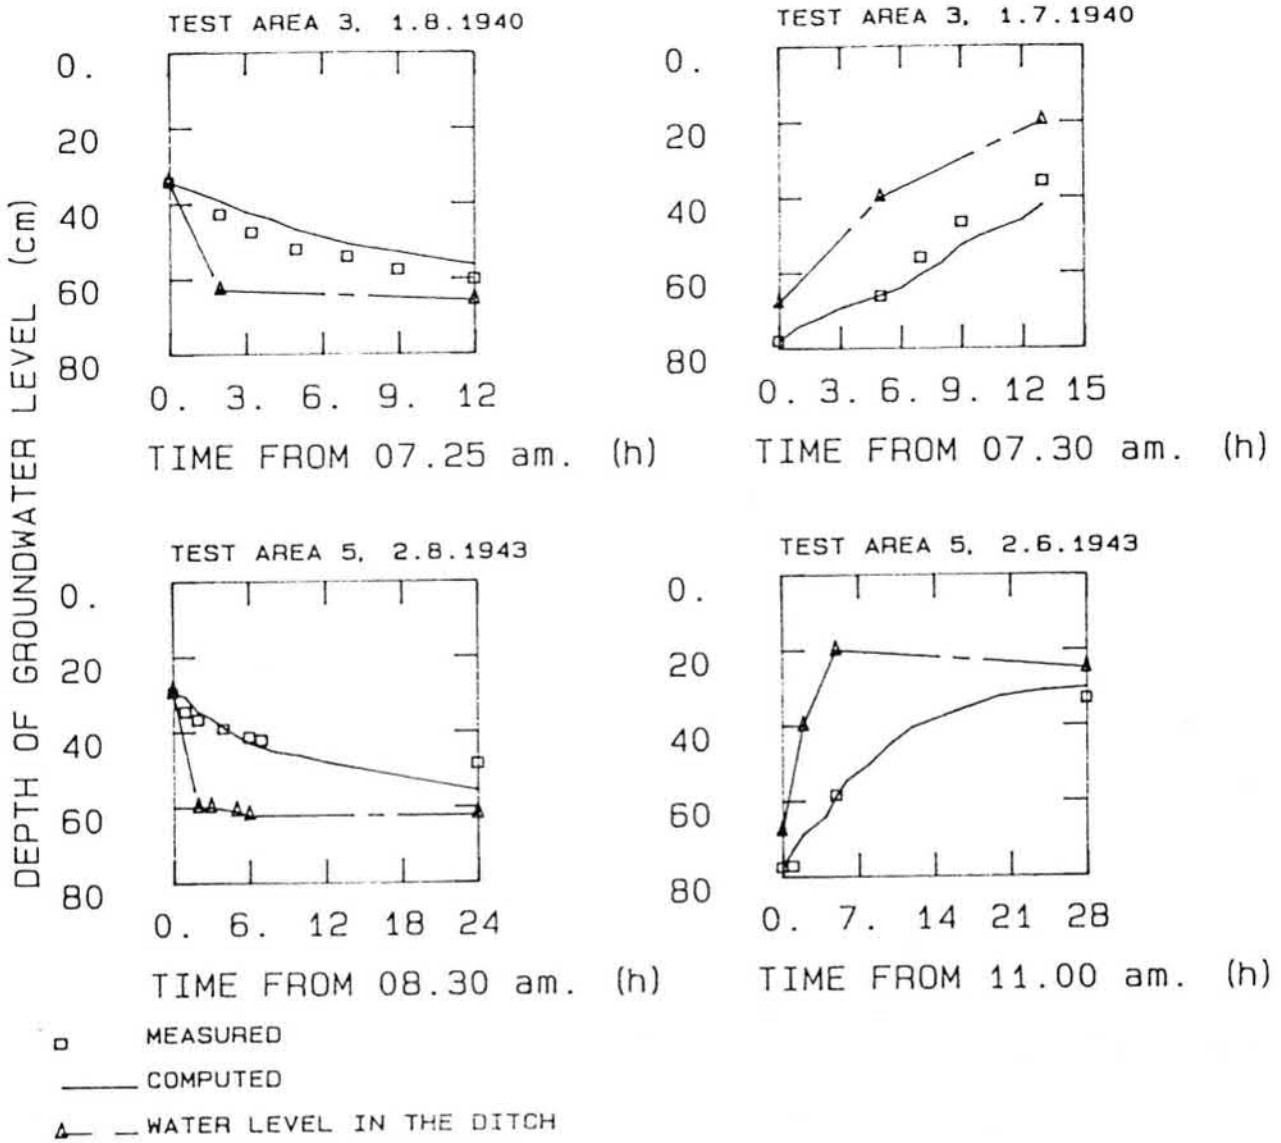 TEST AREA 3, 1.8.1940
0.
20
40
60
80
0. 3. 6. 9. 12
TIME FROM 07.25 am. (h)
TEST AREA 3, 1.7.1940
0.
20
40
60
80
0. 3. 6. 9. 12 15
TIME FROM 07.30 am. (h)
DEPTH OF GROUNDWATER LEVEL (cm)
TEST AREA 5, 2.8.1943
0.
20
40
60
80
0. 6. 12 18 24
TIME FROM 08.30 am. (h)
TEST AREA 5, 2.6.1943
0.
20
40
60
80
0. 7. 14 21 28
TIME FROM 11.00 am. (h)
MEASURED
COMPUTED
WATER LEVEL IN THE DITCH